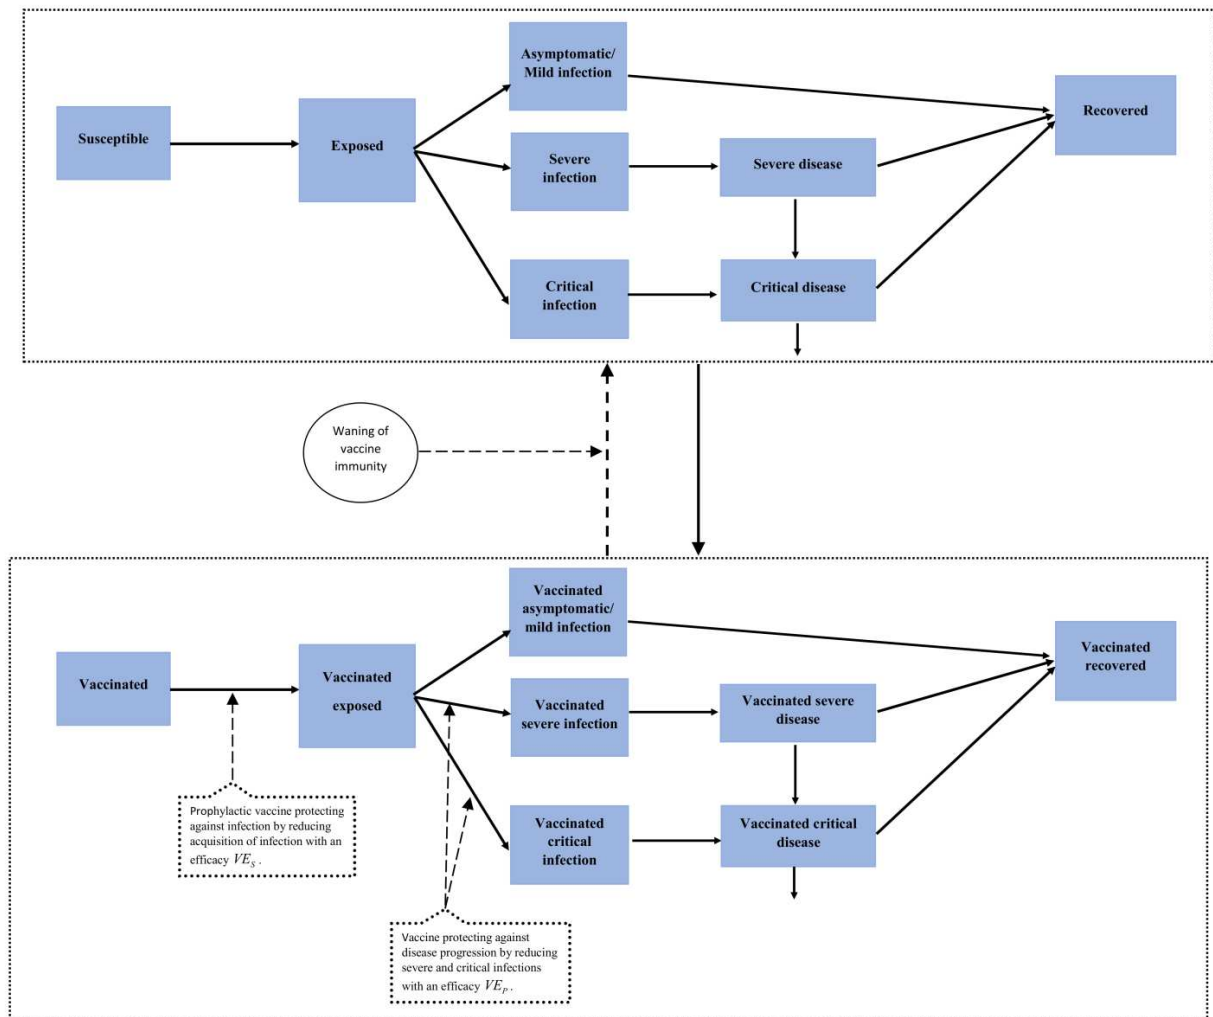 Asymptomatic/
Mild infection
Susceptible
Exposed
Recovered
Severe
infection
Severe disease
Critical
infection
Critical disease
Waning of
vaccine
immunity
Vaccinated
asymptomatic/
mild infection
Vaccinated
Vaccinated
exposed
Vaccinated
recovered
Vaccinated
severe infection
Vaccinated severe
disease
Vaccinated
critical
infection
Vaccinated critical
disease
Prophylactic vaccine protecting
against infection by reducing
acquisition of infection with an
efficacy VE_S .
Vaccine protecting against
disease progression by reducing
severe and critical infections
with an efficacy VE_P .